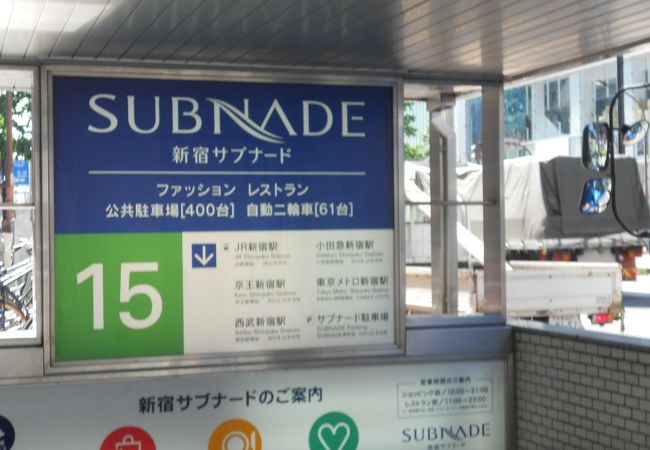 SUBNADE
新宿サブナード
ファッション レストラン
公共駐車場[400台] 自動二輪車[61台]
15
JR新宿駅
JR Shinjuku Station
小田急新宿駅
Odakyu Shinjuku Station
京王新宿駅
Keio Shinjuku Station
東京メトロ新宿駅
Tokyo Metro Shinjuku Station
西武新宿駅
Seibu Shinjuku Station
P サブナード駐車場
SUBNADE Parking
新宿サブナードのご案内
営業時間のご案内
ショッピング街/10:00~21:00
レストラン街/11:00~23:00
SUBNADE
新宿サブナード